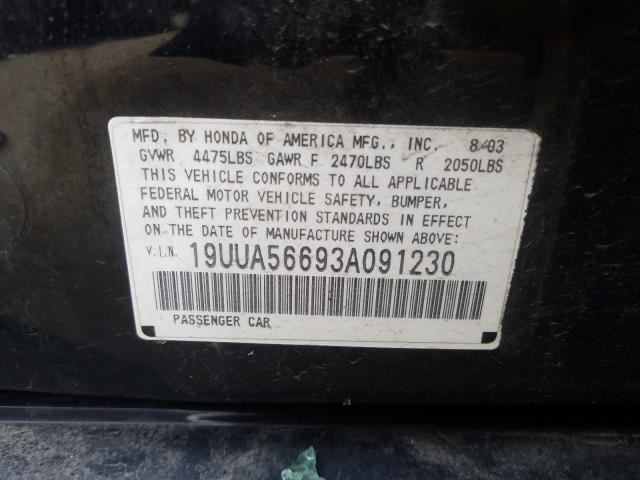 MFD. BY HONDA OF AMERICA MFG., INC. 8/03
GVWR 4475LBS GAWR F 2470LBS R 2050LBS
THIS VEHICLE CONFORMS TO ALL APPLICABLE
FEDERAL MOTOR VEHICLE SAFETY, BUMPER,
AND THEFT PREVENTION STANDARDS IN EFFECT
ON THE DATE OF MANUFACTURE SHOWN ABOVE:
V.I.N. 19UUA56693A091230
PASSENGER CAR